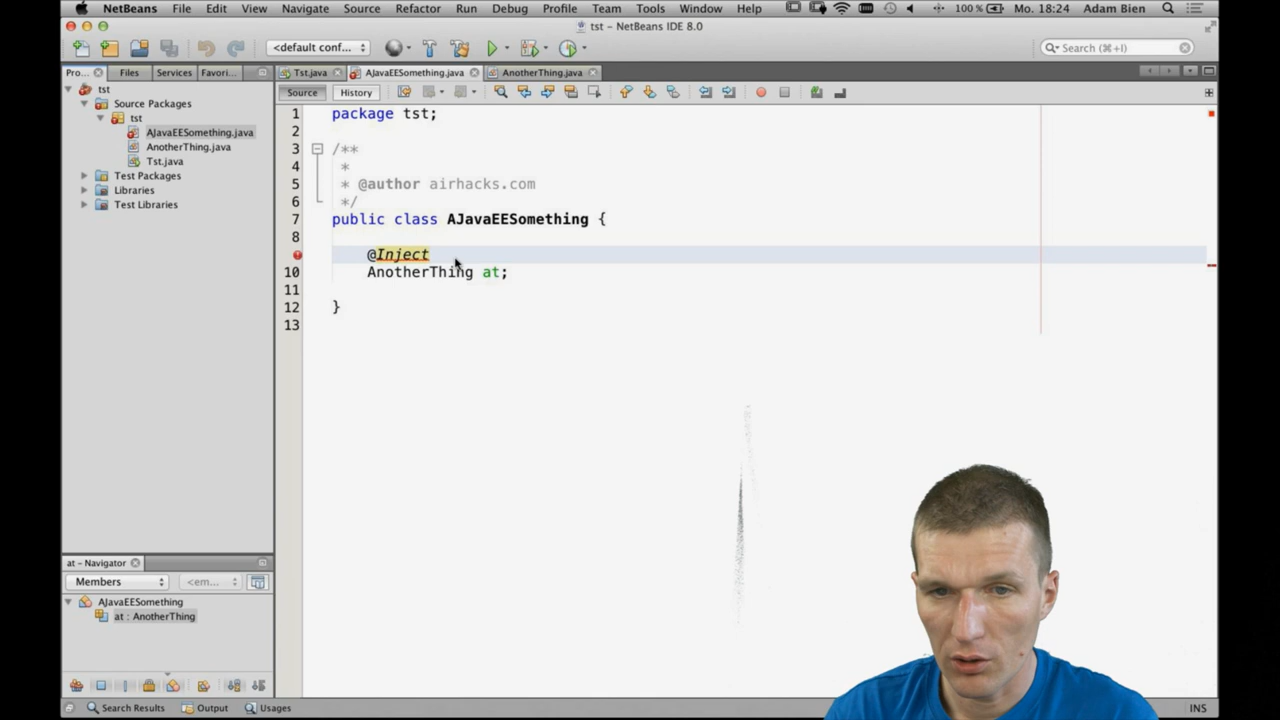 NetBeans File Edit View Navigate Source Refactor Run Debug Profile Team Tools Window Help 100 % Mo. 18:24 Adam Bien
tst – NetBeans IDE 8.0
<default conf... Search (⌘+I)
Pro... Files Services Favori... Tst.java AJavaEESomething.java AnotherThing.java
tst
Source Packages
tst
AJavaEESomething.java
AnotherThing.java
Tst.java
Test Packages
Libraries
Test Libraries
Source History
1 package tst;
2
3 /**
4 *
5 * @author airhacks.com
6 */
7 public class AJavaEESomething {
8
@Inject
10 AnotherThing at;
11
12 }
13
at – Navigator
Members <em...
AJavaEESomething
at : AnotherThing
Search Results Output Usages INS